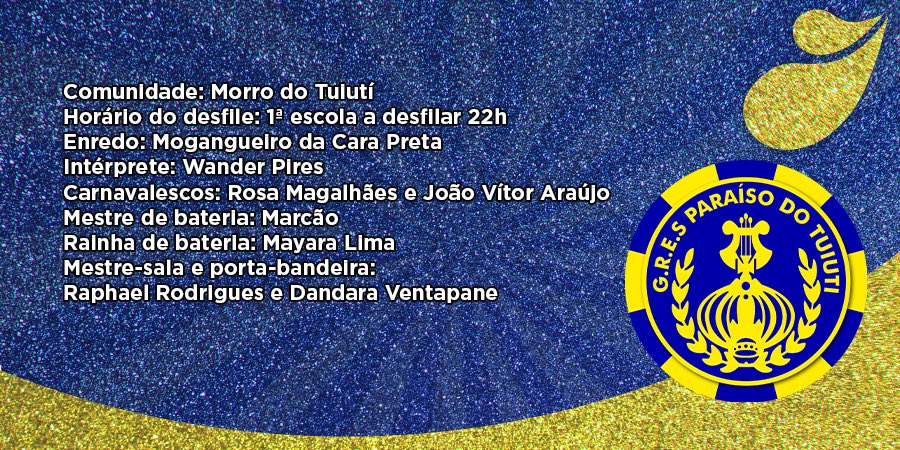 Comunidade: Morro do Tuiutí
Horário do desfile: 1ª escola a desfilar 22h
Enredo: Mogangueiro da Cara Preta
Intérprete: Wander Pires
Carnavalescos: Rosa Magalhães e João Vítor Araújo
Mestre de bateria: Marcão
Rainha de bateria: Mayara Lima
Mestre-sala e porta-bandeira:
Raphael Rodrigues e Dandara Ventapane
G.R.E.S PARAÍSO DO TUIUTI